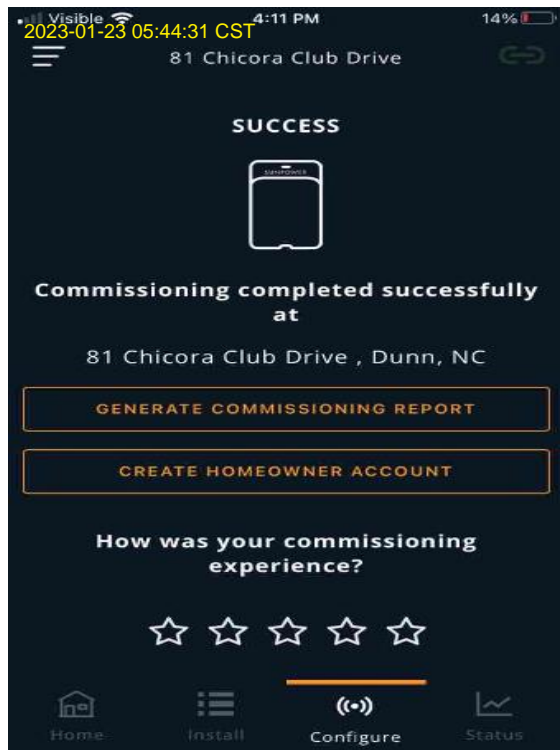 Visible 4:11 PM 14%
2023-01-23 05:44:31 CST
81 Chicora Club Drive
SUCCESS
SUNPOWER
Commissioning completed successfully
at
81 Chicora Club Drive , Dunn, NC
GENERATE COMMISSIONING REPORT
CREATE HOMEOWNER ACCOUNT
How was your commissioning
experience?
Home Install Configure Status